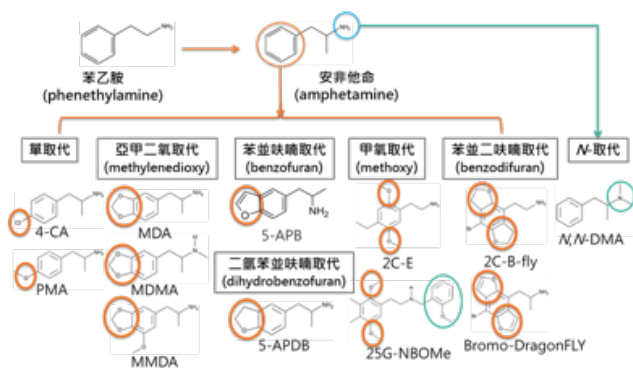 苯乙胺
(phenethylamine)
安非他命
(amphetamine)
單取代
亞甲二氧取代
(methylenedioxy)
苯並呋喃取代
(benzofuran)
甲氧取代
(methoxy)
苯並二呋喃取代
(benzodifuran)
N-取代
4-CA
MDA
5-APB
2C-E
2C-B-fly
N,N-DMA
PMA
MDMA
二氫苯並呋喃取代
(dihydrobenzofuran)
MMDA
5-APDB
25G-NBOMe
Bromo-DragonFLY
NH₂